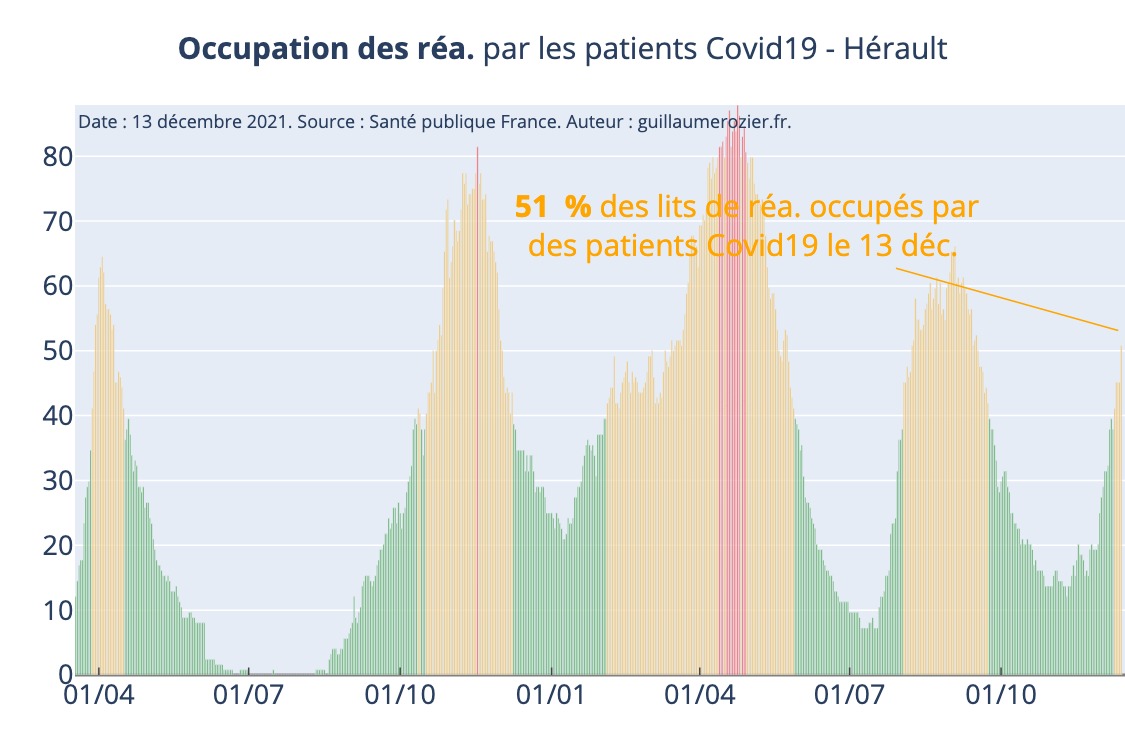 Occupation des réa. par les patients Covid19 - Hérault
Date : 13 décembre 2021. Source : Santé publique France. Auteur : guillaumerozier.fr.
80
51 % des lits de réa. occupés par
70
des patients Covid19 le 13 déc.
60
50
40
30
20
10
0
01/04 01/07 01/10 01/01 01/04 01/07 01/10